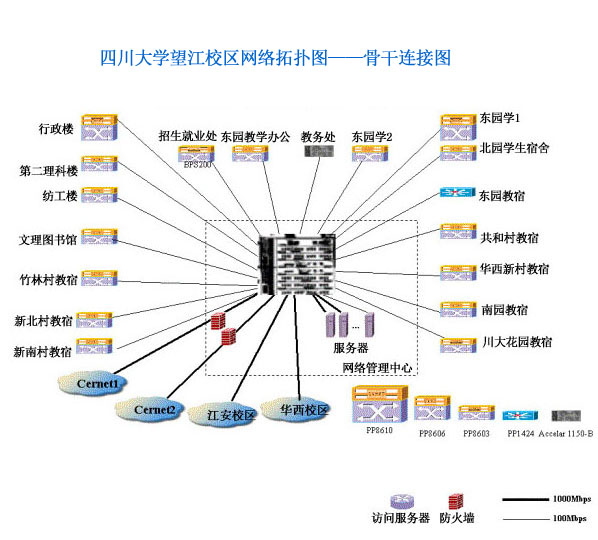 四川大学望江校区网络拓扑图——骨干连接图
行政楼
招生就业处
东园教学办公
教务处
东园学2
东园学1
北园学生宿舍
第二理科楼
纺工楼
东园教宿
文理图书馆
共和村教宿
竹林村教宿
华西新村教宿
新北村教宿
南园教宿
新南村教宿
川大花园教宿
...
服务器
网络管理中心
Cernet1
Cernet2
江安校区
华西校区
PP8610
PP8606
PP8603
PP1424
Accelar 1150-B
访问服务器
防火墙
1000Mbps
100Mbps